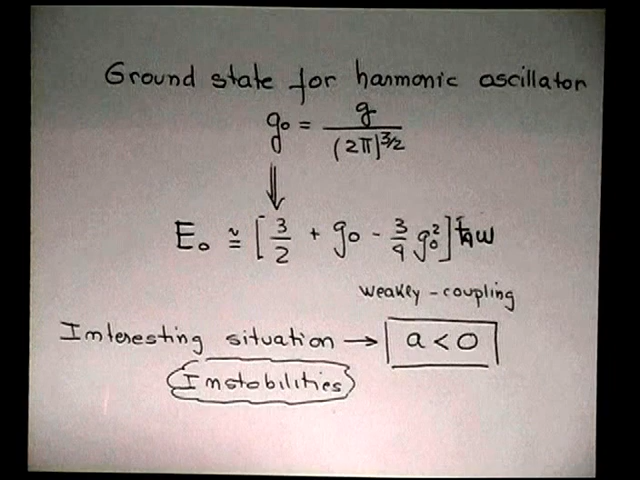 Ground state for harmonic oscillator
g₀ = g / (2π)^3/2
⇓
E₀ ≅ [3/2 + g₀ - 3/4 g₀²] ħω
weakly-coupling
Interesting situation → a < 0
Instabilities